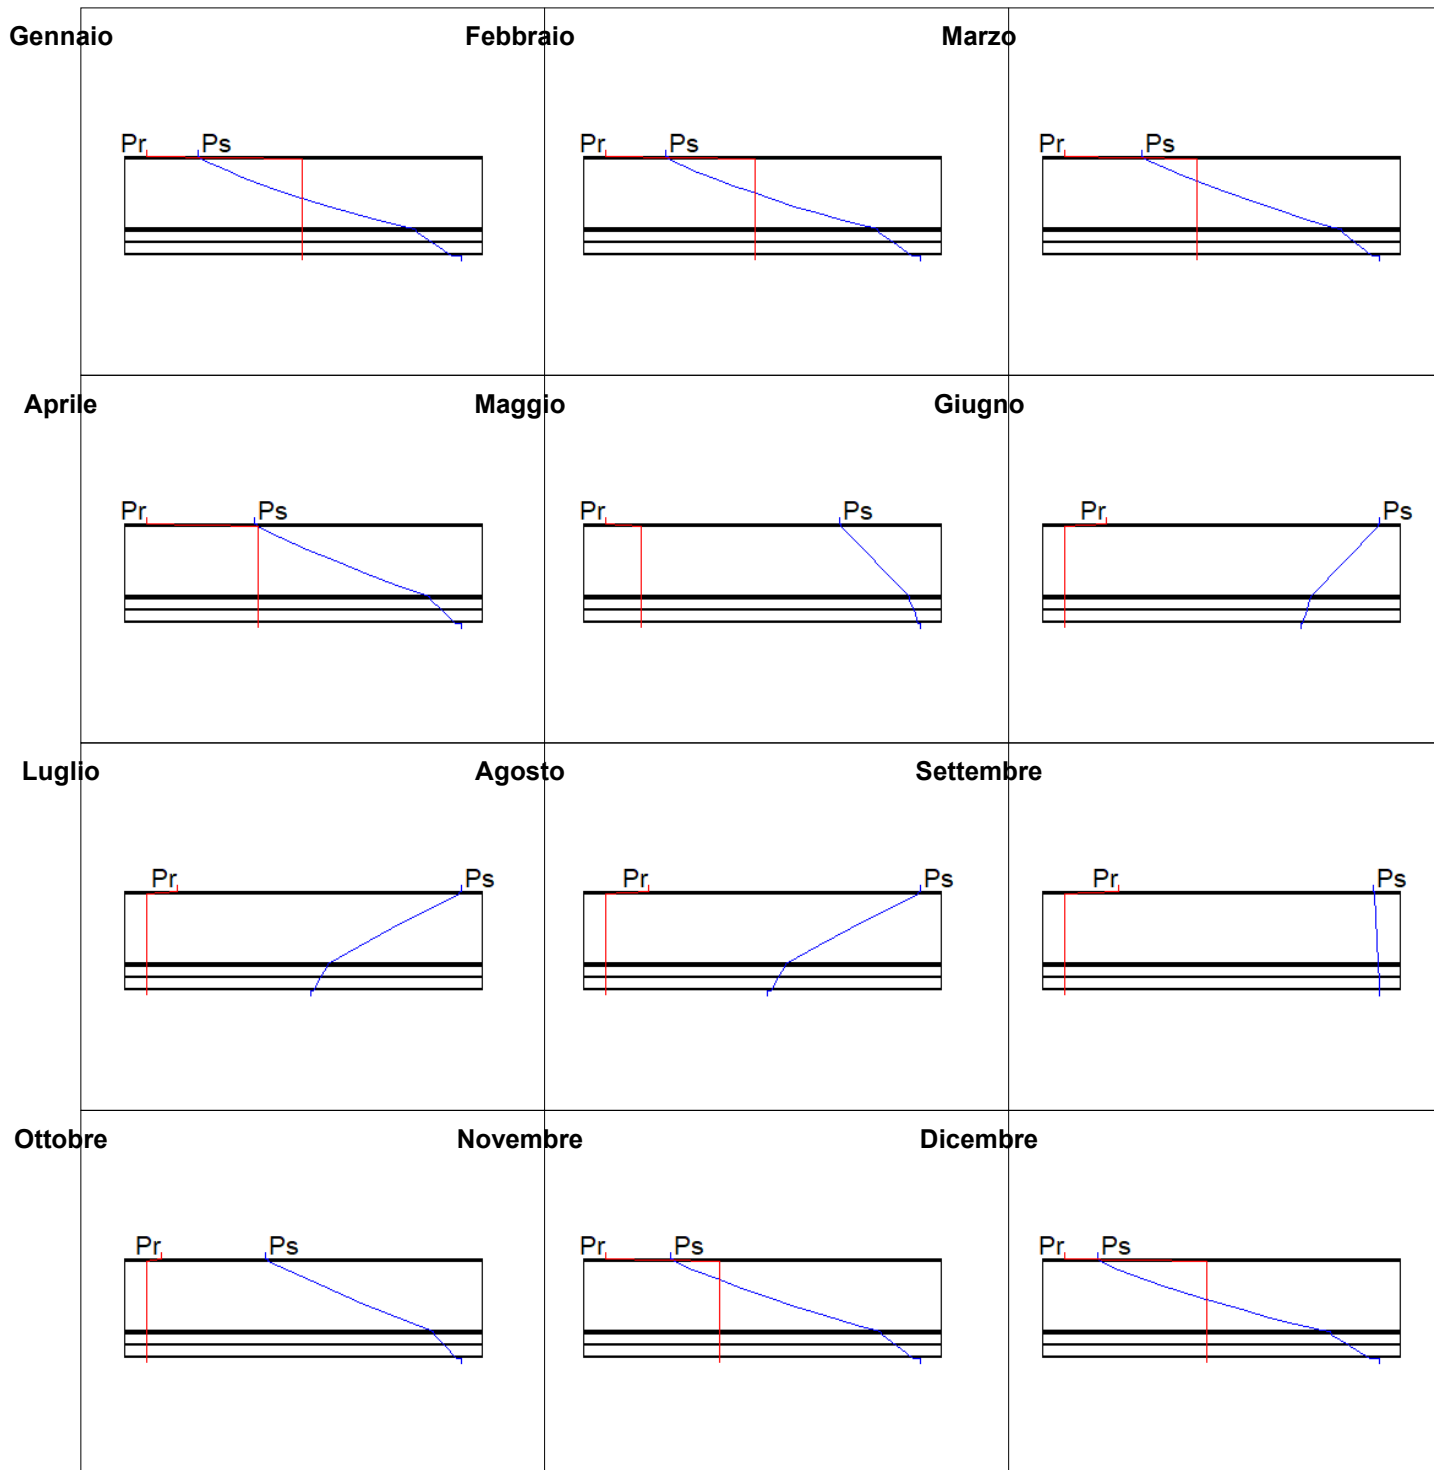 Gennaio Febbraio Marzo
Pr Ps Pr Ps Pr Ps
Aprile Maggio Giugno
Pr Ps Pr Ps Pr Ps
Luglio Agosto Settembre
Pr Ps Pr Ps Pr Ps
Ottobre Novembre Dicembre
Pr Ps Pr Ps Pr Ps